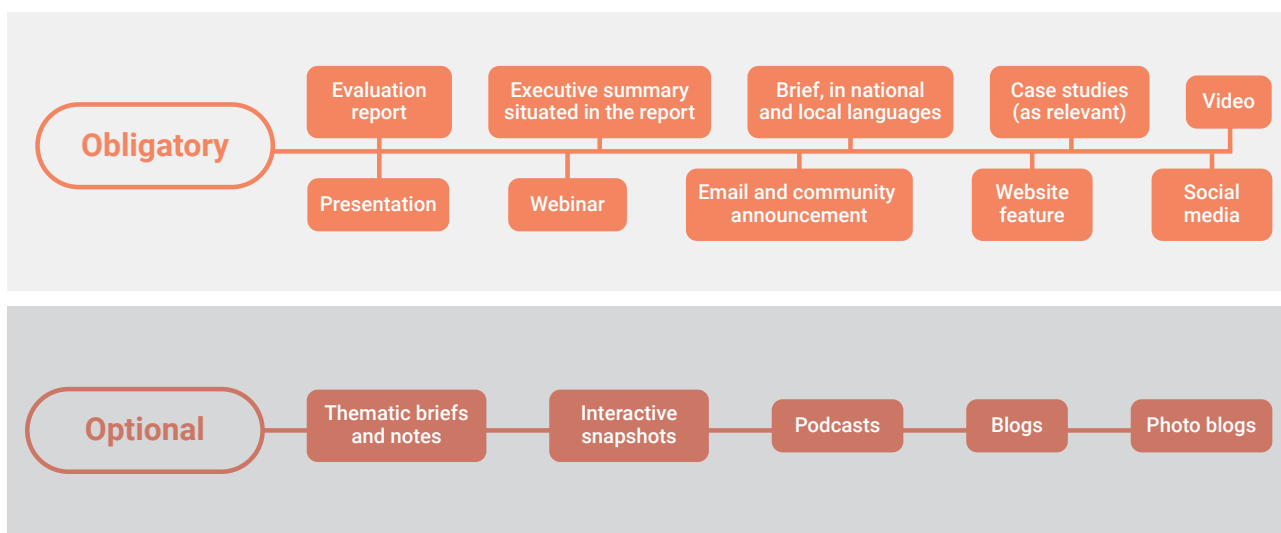 Obligatory
Evaluation
report
Executive summary
situated in the report
Brief, in national
and local languages
Case studies
(as relevant)
Video
Presentation
Webinar
Email and community
announcement
Website
feature
Social
media
Optional
Thematic briefs
and notes
Interactive
snapshots
Podcasts
Blogs
Photo blogs